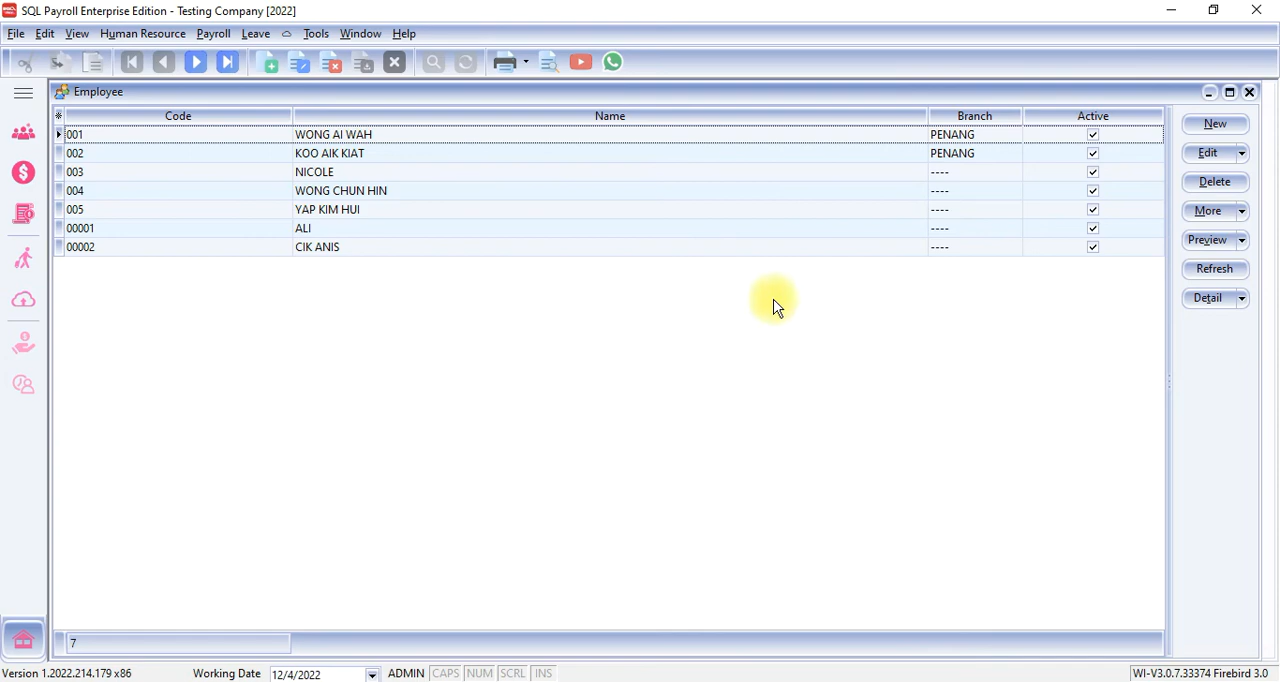 SQL Payroll Enterprise Edition - Testing Company [2022]
File Edit View Human Resource Payroll Leave Tools Window Help
Employee
Code Name Branch Active
001 WONG AI WAH PENANG
002 KOO AIK KIAT PENANG
003 NICOLE ----
004 WONG CHUN HIN ----
005 YAP KIM HUI ----
00001 ALI ----
00002 CIK ANIS ----
New
Edit
Delete
More
Preview
Refresh
Detail
7
Version 1.2022.214.179 x86 Working Date 12/4/2022 ADMIN CAPS NUM SCRL INS WI-V3.0.7.33374 Firebird 3.0